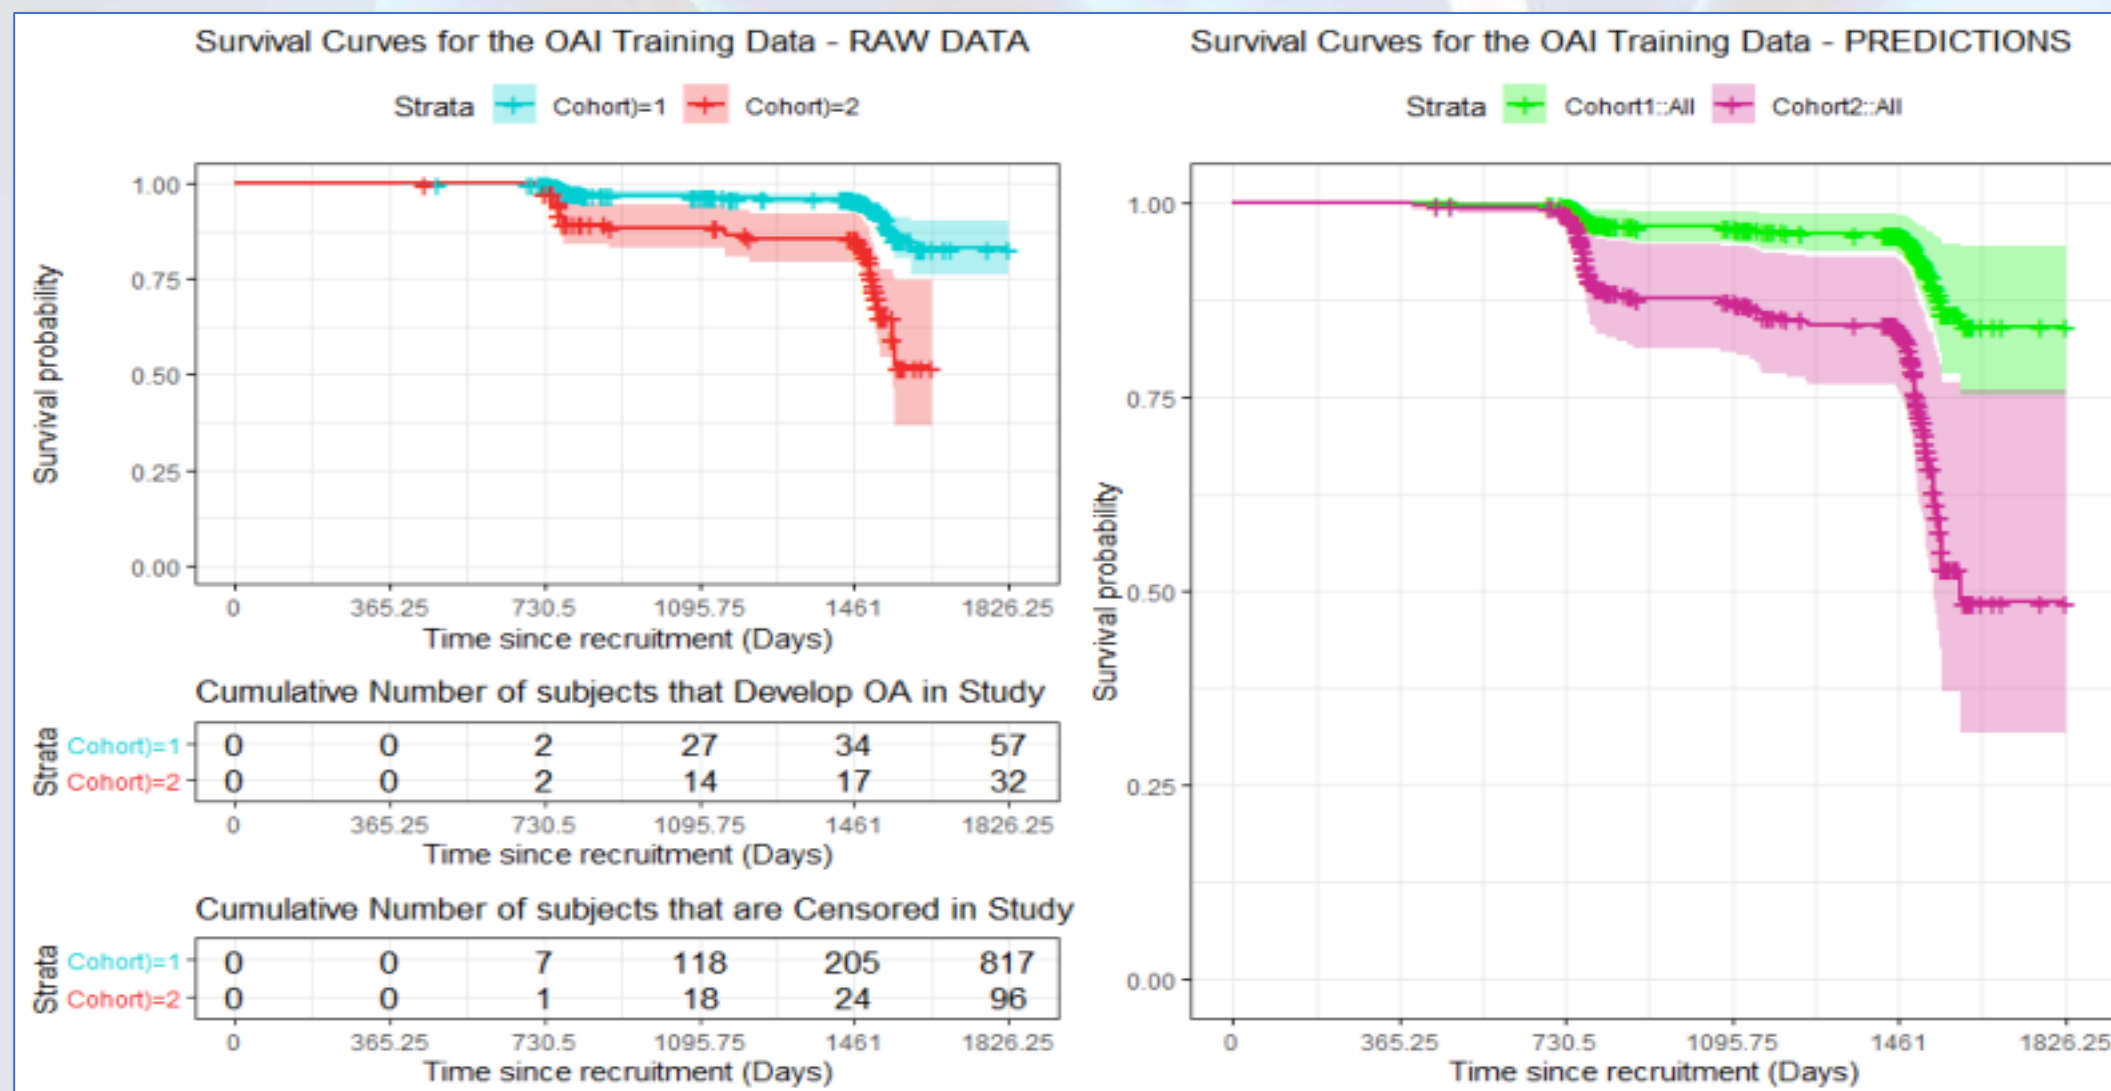 Survival Curves for the OAI Training Data - RAW DATA
Strata Cohort)=1 Cohort)=2
Survival probability
1.00
0.75
0.50
0.25
0.00
0 365.25 730.5 1095.75 1461 1826.25
Time since recruitment (Days)
Cumulative Number of subjects that Develop OA in Study
Strata
Cohort)=1 0 0 2 27 34 57
Cohort)=2 0 0 2 14 17 32
0 365.25 730.5 1095.75 1461 1826.25
Time since recruitment (Days)
Cumulative Number of subjects that are Censored in Study
Strata
Cohort)=1 0 0 7 118 205 817
Cohort)=2 0 0 1 18 24 96
0 365.25 730.5 1095.75 1461 1826.25
Time since recruitment (Days)
Survival Curves for the OAI Training Data - PREDICTIONS
Strata Cohort1::All Cohort2::All
Survival probability
1.00
0.75
0.50
0.25
0.00
0 365.25 730.5 1095.75 1461 1826.25
Time since recruitment (Days)